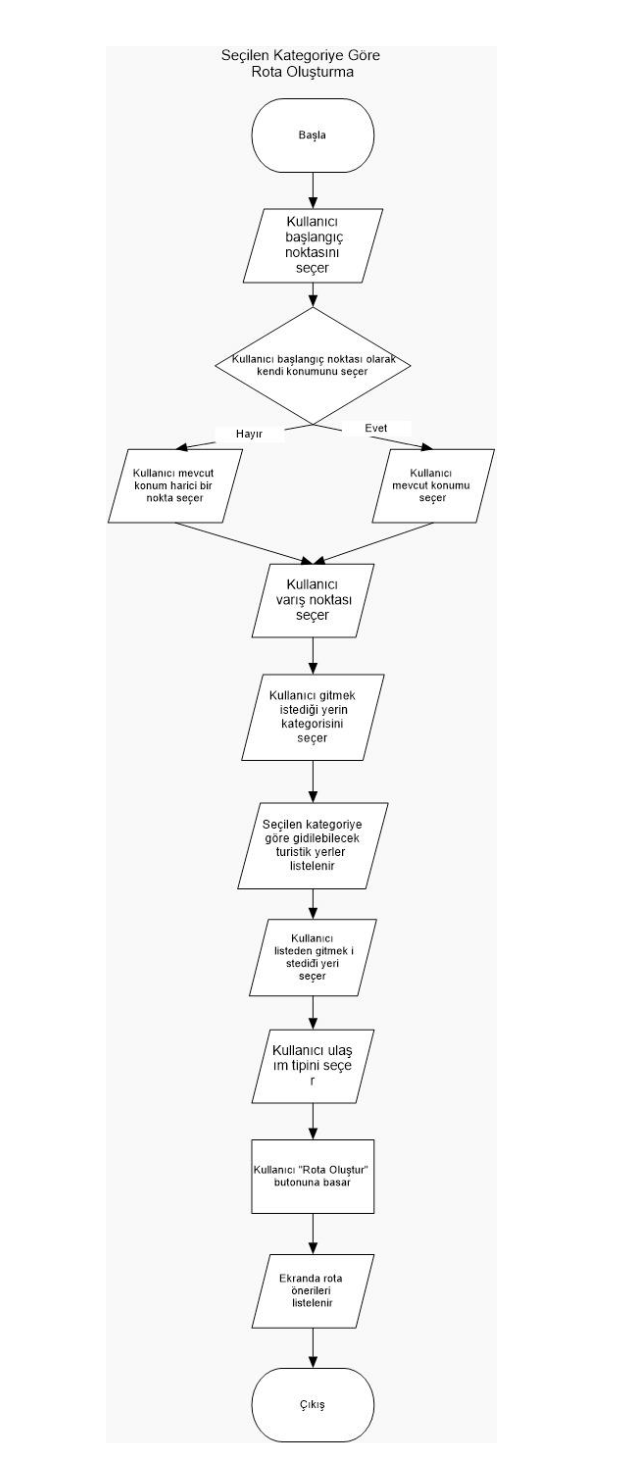 Seçilen Kategoriye Göre
Rota Oluşturma
Başla
Kullanıcı
başlangıç
noktasını
seçer
Kullanıcı başlangıç noktası olarak
kendi konumunu seçer
Hayır
Evet
Kullanıcı mevcut
konum harici bir
nokta seçer
Kullanıcı
mevcut konumu
seçer
Kullanıcı
varış noktası
seçer
Kullanıcı gitmek
istediği yerin
kategorisini
seçer
Seçilen kategoriye
göre gidilebilecek
turistik yerler
listelenir
Kullanıcı
listeden gitmek i
stediği yeri
seçer
Kullanıcı ulaş
ım tipini seçe
r
Kullanıcı "Rota Oluştur"
butonuna basar
Ekranda rota
önerileri
listelenir
Çıkış